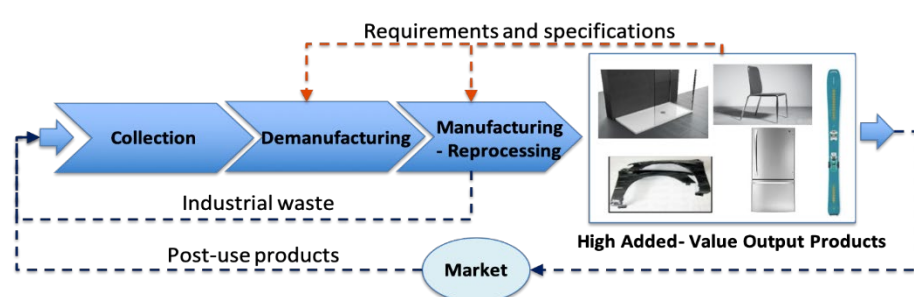 Requirements and specifications
Collection
Demanufacturing
Manufacturing
- Reprocessing
Industrial waste
High Added- Value Output Products
Post-use products
Market